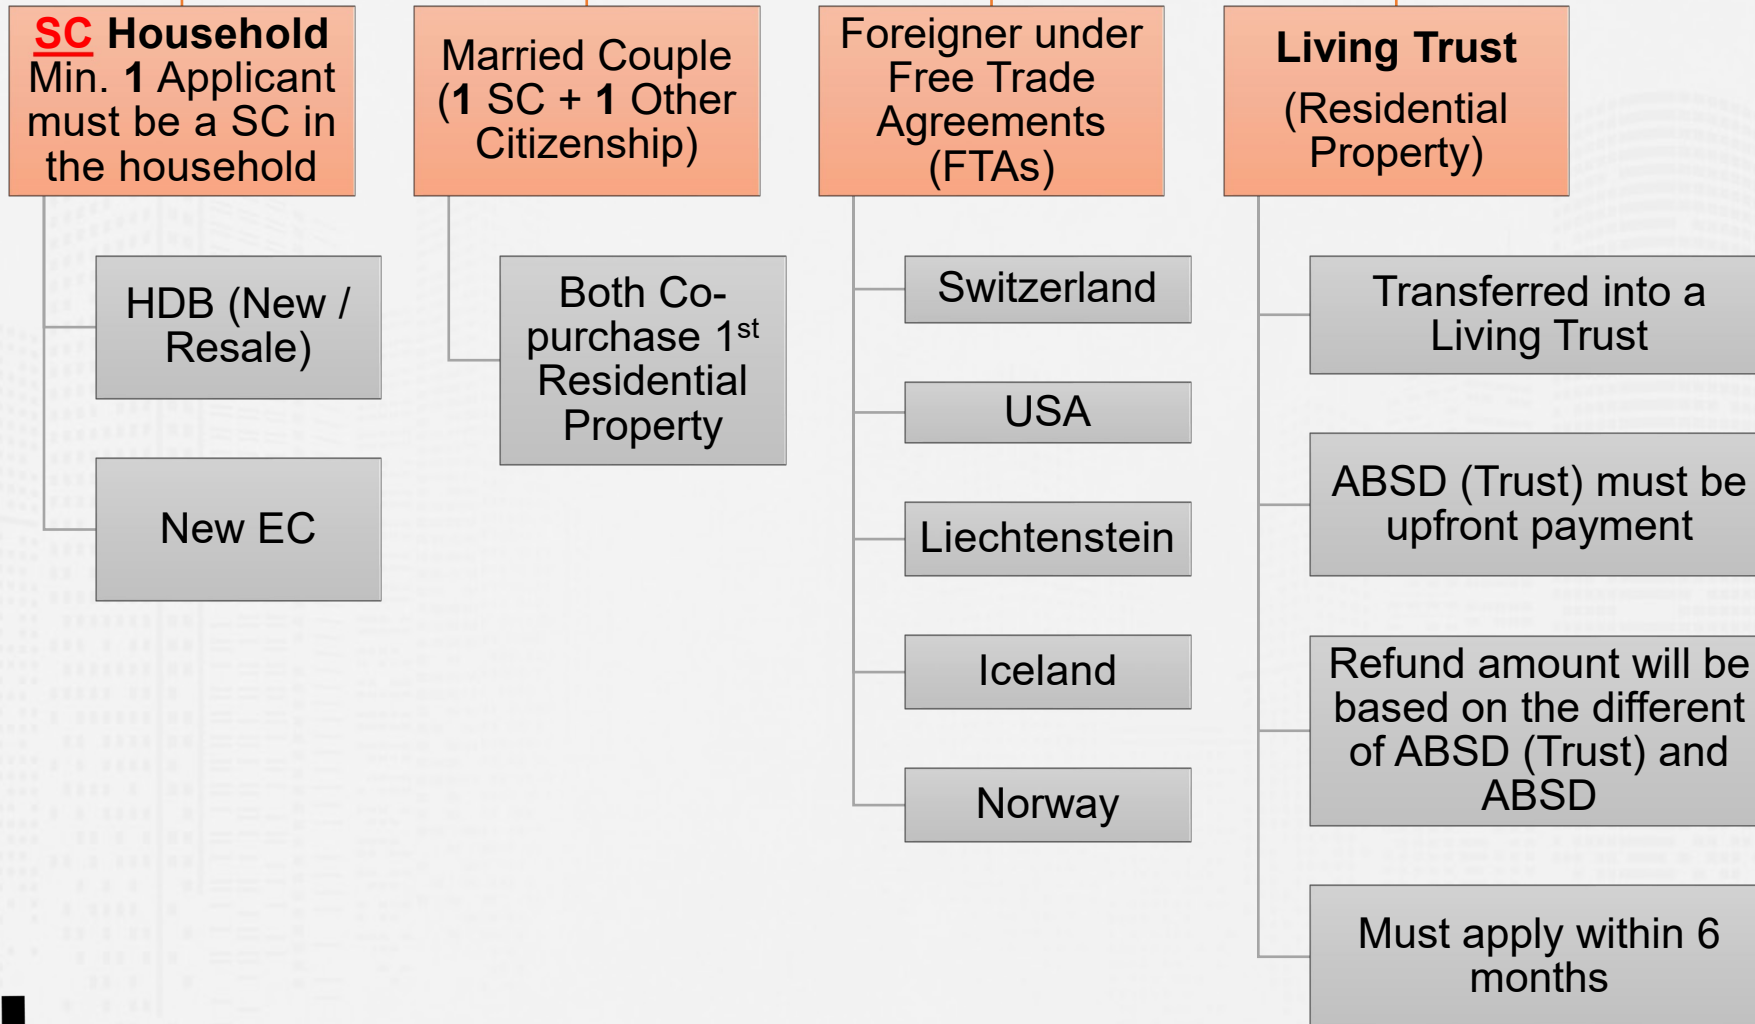 SC Household
Min. 1 Applicant
must be a SC in
the household
HDB (New /
Resale)
New EC
Married Couple
(1 SC + 1 Other
Citizenship)
Both Co-
purchase 1st
Residential
Property
Foreigner under
Free Trade
Agreements
(FTAs)
Switzerland
USA
Liechtenstein
Iceland
Norway
Living Trust
(Residential
Property)
Transferred into a
Living Trust
ABSD (Trust) must be
upfront payment
Refund amount will be
based on the different
of ABSD (Trust) and
ABSD
Must apply within 6
months